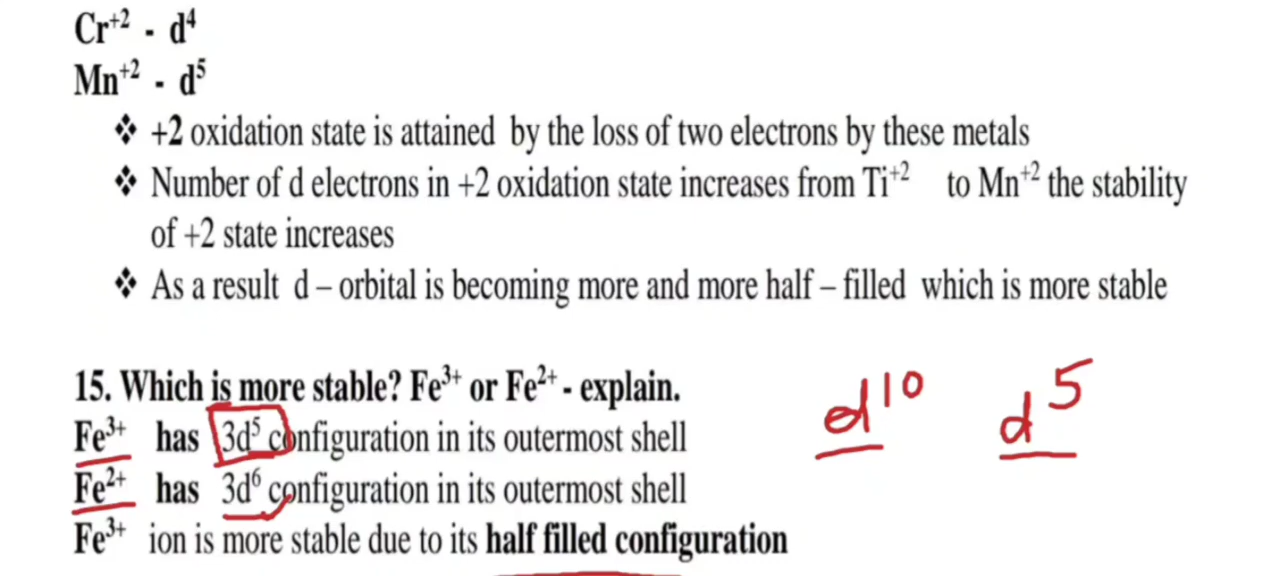 Cr⁺² - d⁴
Mn⁺² - d⁵
❖ +2 oxidation state is attained by the loss of two electrons by these metals
❖ Number of d electrons in +2 oxidation state increases from Ti⁺² to Mn⁺² the stability
of +2 state increases
❖ As a result d – orbital is becoming more and more half – filled which is more stable
15. Which is more stable? Fe³⁺ or Fe²⁺ - explain.
d¹⁰ d⁵
Fe³⁺ has 3d⁵ configuration in its outermost shell
Fe²⁺ has 3d⁶ configuration in its outermost shell
Fe³⁺ ion is more stable due to its half filled configuration